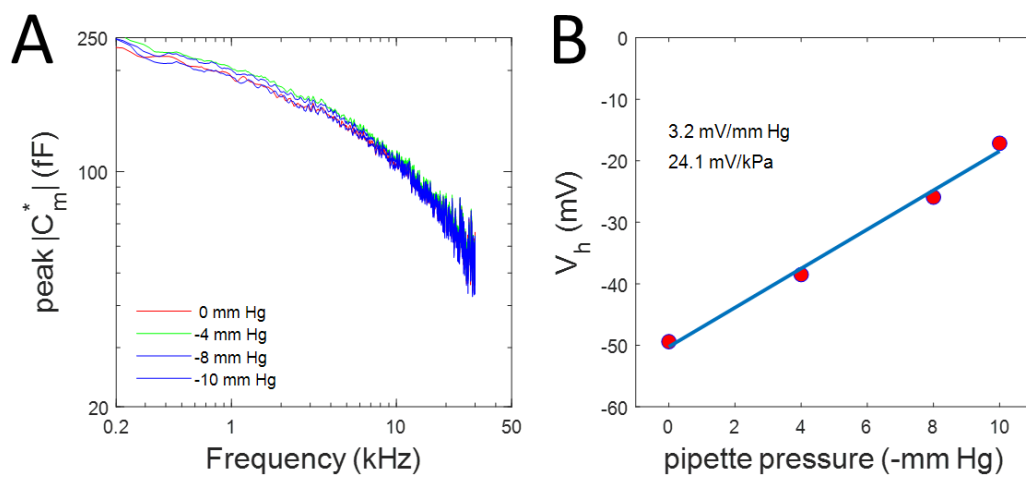 A
250
100
20
0.2
1
10
50
peak |C*m| (fF)
Frequency (kHz)
0 mm Hg
-4 mm Hg
-8 mm Hg
-10 mm Hg
B
0
-10
-20
-30
-40
-50
-60
0
2
4
6
8
10
Vh (mV)
pipette pressure (-mm Hg)
3.2 mV/mm Hg
24.1 mV/kPa